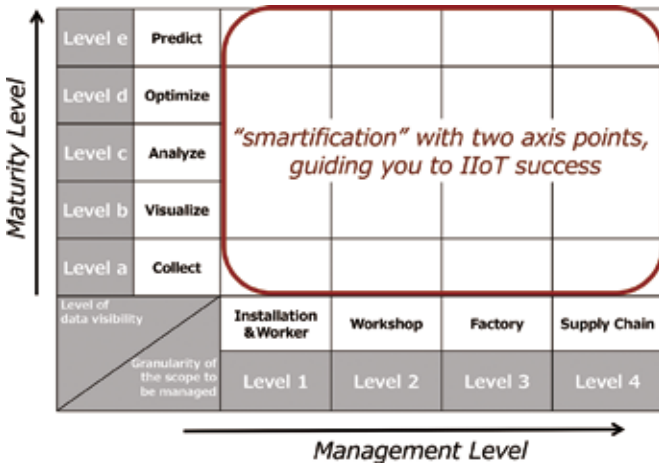 Maturity Level
Level e Predict
Level d Optimize
Level c Analyze
Level b Visualize
Level a Collect
"smartification" with two axis points,
guiding you to IIoT success
Level of
data visibility
Granularity of
the scope to
be managed
Installation
&Worker
Workshop
Factory
Supply Chain
Level 1
Level 2
Level 3
Level 4
Management Level